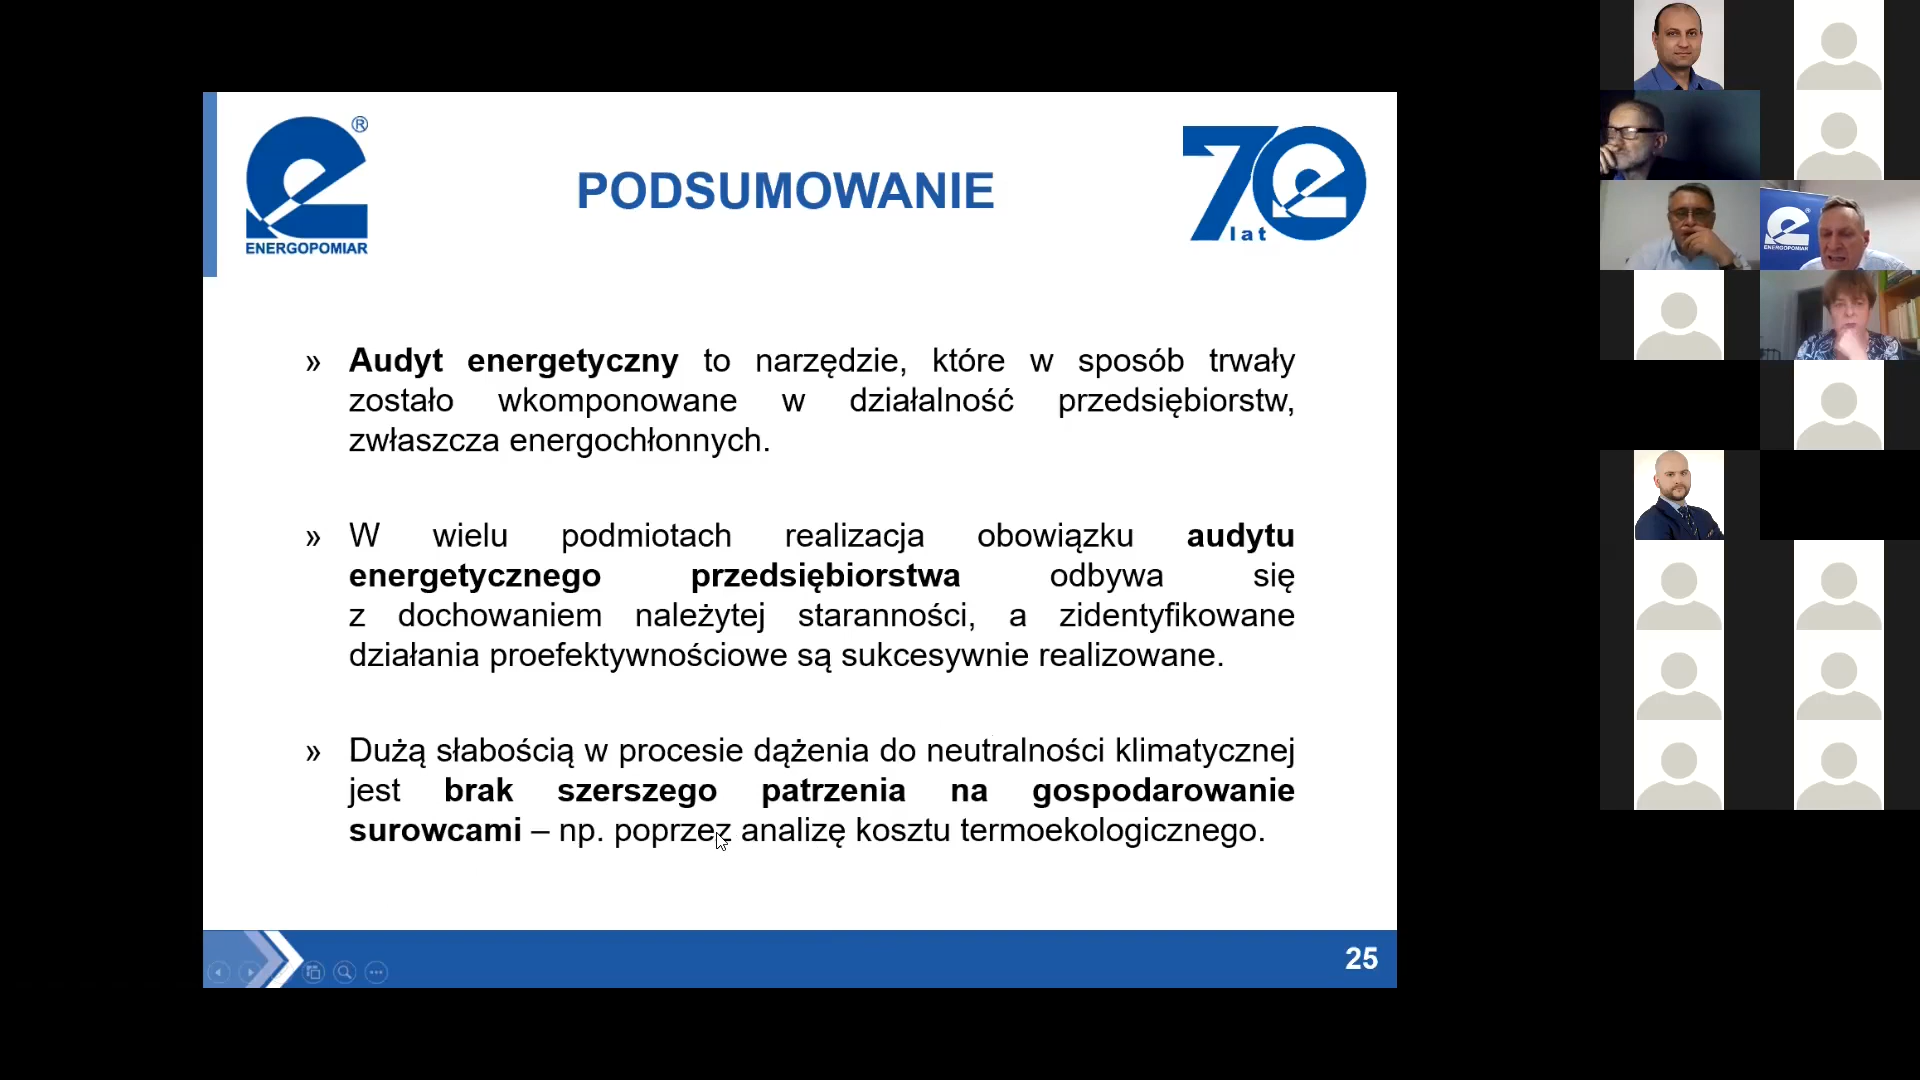 ®
ENERGOPOMIAR
PODSUMOWANIE
70
lat
» Audyt energetyczny to narzędzie, które w sposób trwały
zostało wkomponowane w działalność przedsiębiorstw,
zwłaszcza energochłonnych.
» W wielu podmiotach realizacja obowiązku audytu
energetycznego przedsiębiorstwa odbywa się
z dochowaniem należytej staranności, a zidentyfikowane
działania proefektywnościowe są sukcesywnie realizowane.
» Dużą słabością w procesie dążenia do neutralności klimatycznej
jest brak szerszego patrzenia na gospodarowanie
surowcami – np. poprzez analizę kosztu termoekologicznego.
25
ENERGOPOMIAR